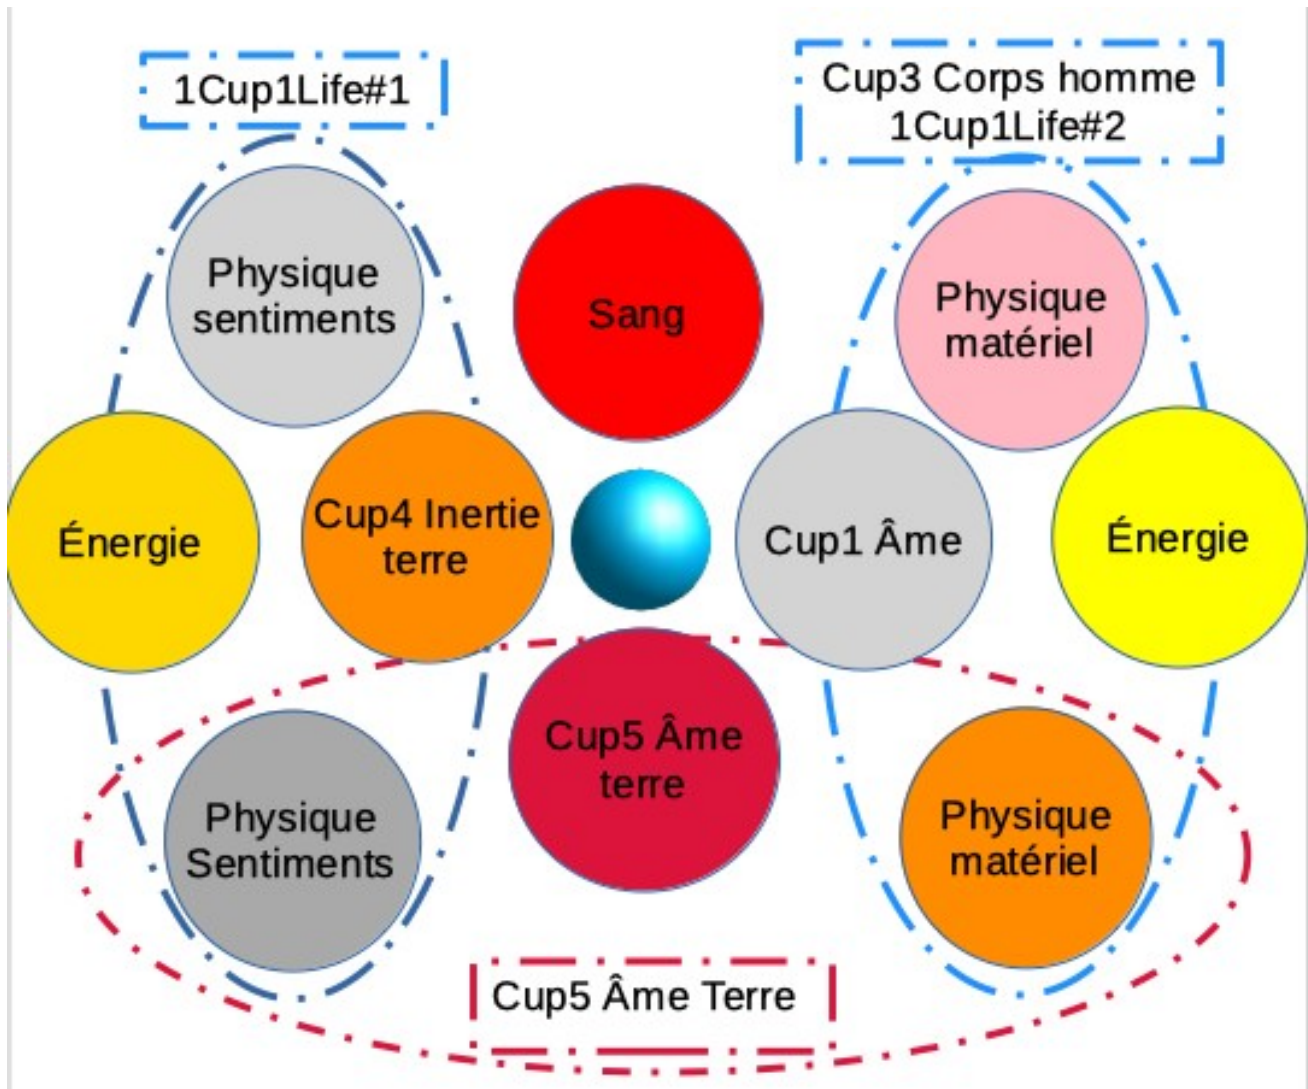 1Cup1Life#1
Cup3 Corps homme
1Cup1Life#2
Physique
sentiments
Sang
Physique
matériel
Énergie
Cup4 Inertie
terre
Cup1 Âme
Énergie
Cup5 Âme
terre
Physique
Sentiments
Physique
matériel
Cup5 Âme Terre